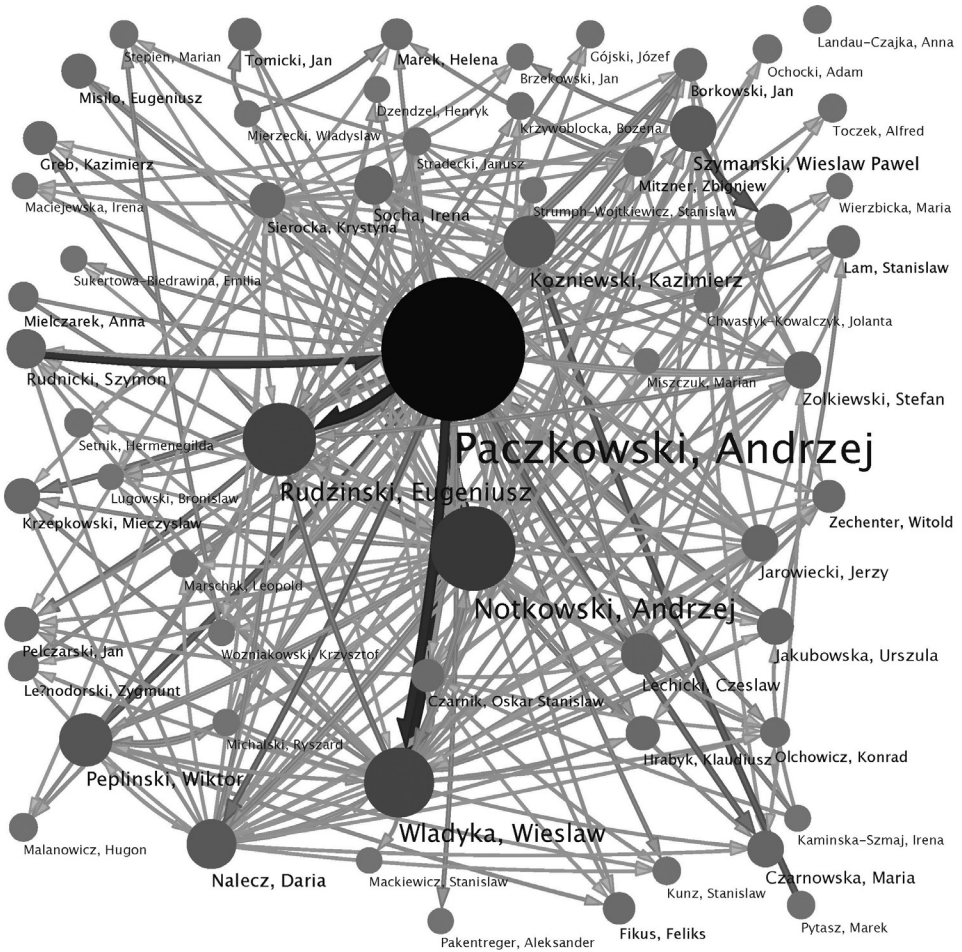 Landau-Czajka, Anna
Stepien, Marian
Tomicki, Jan
Marek, Helena
Gójski, Józef
Ochocki, Adam
Brzekowski, Jan
Borkowski, Jan
Misilo, Eugeniusz
Dzendzel, Henryk
Mierzecki, Wladyslaw
Krzywoblocka, Bozena
Toczek, Alfred
Greb, Kazimierz
Stradecki, Janusz
Szymanski, Wieslaw Pawel
Mitzner, Zbigniew
Maciejewska, Irena
Socha, Irena
Strumph-Wojtkiewicz, Stanislaw
Wierzbicka, Maria
Sierocka, Krystyna
Lam, Stanislaw
Sukertowa-Biedrawina, Emilia
Kozniewski, Kazimierz
Mielczarek, Anna
Chwastyk-Kowalczyk, Jolanta
Rudnicki, Szymon
Miszczuk, Marian
Zolkiewski, Stefan
Setnik, Hermenegilda
Paczkowski, Andrzej
Lugowski, Bronislaw
Rudzinski, Eugeniusz
Krzepkowski, Mieczyslaw
Zechenter, Witold
Marschak, Leopold
Jarowiecki, Jerzy
Notkowski, Andrzej
Pelczarski, Jan
Wozniakowski, Krzysztof
Jakubowska, Urszula
Le?nodorski, Zygmunt
Lechicki, Czeslaw
Czarnik, Oskar Stanislaw
Michalski, Ryszard
Hrabyk, Klaudiusz
Olchowicz, Konrad
Peplinski, Wiktor
Wladyka, Wieslaw
Kaminska-Szmaj, Irena
Malanowicz, Hugon
Nalecz, Daria
Mackiewicz, Stanislaw
Czarnowska, Maria
Kunz, Stanislaw
Pytasz, Marek
Fikus, Feliks
Pakentreger, Aleksander